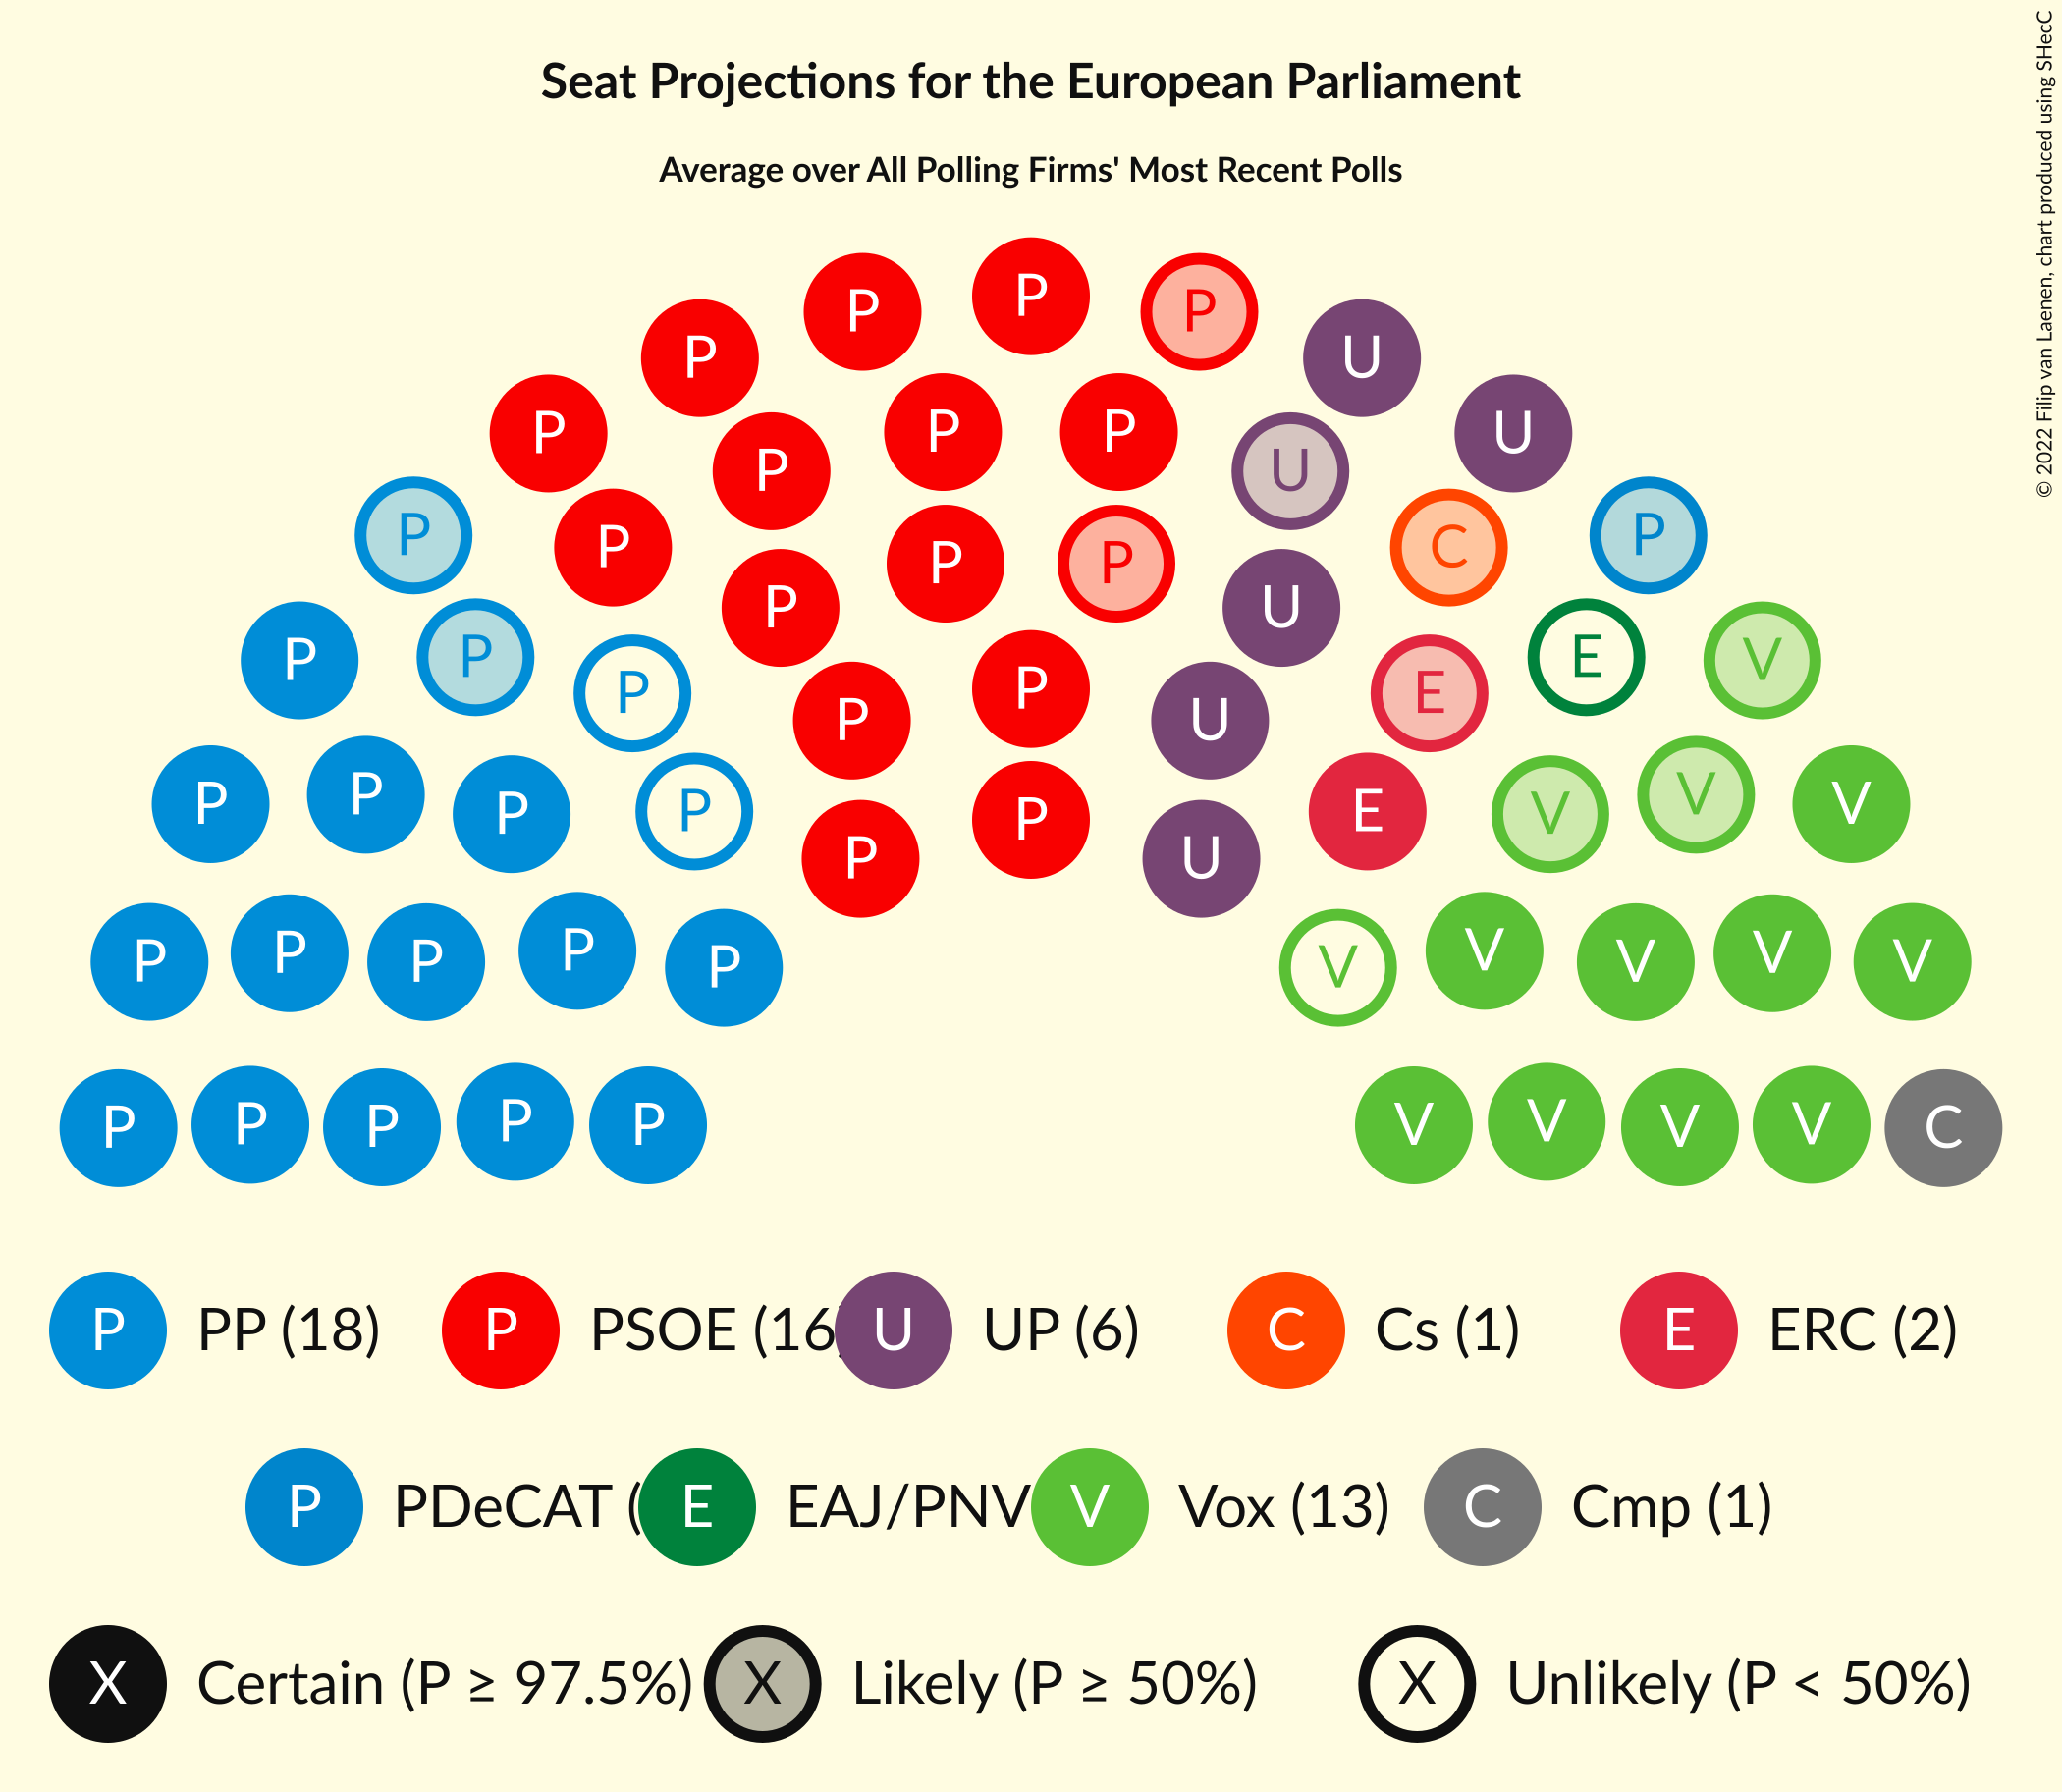 Seat Projections for the European Parliament
Average over All Polling Firms' Most Recent Polls
© 2022 Filip van Laenen, chart produced using SHecC
P
P P P
P U
P P P U
P U
P P P P
P C
P P U
P E V
P P E
P P U
P P P P E V V V
P P U
P P P P P V V V V V
P P P P P V V V V C
P PP (18) P PSOE (16 U UP (6) C Cs (1) E ERC (2)
P PDeCAT ( E EAJ/PNV V Vox (13) C Cmp (1)
X Certain (P ≥ 97.5%) X Likely (P ≥ 50%) X Unlikely (P < 50%)